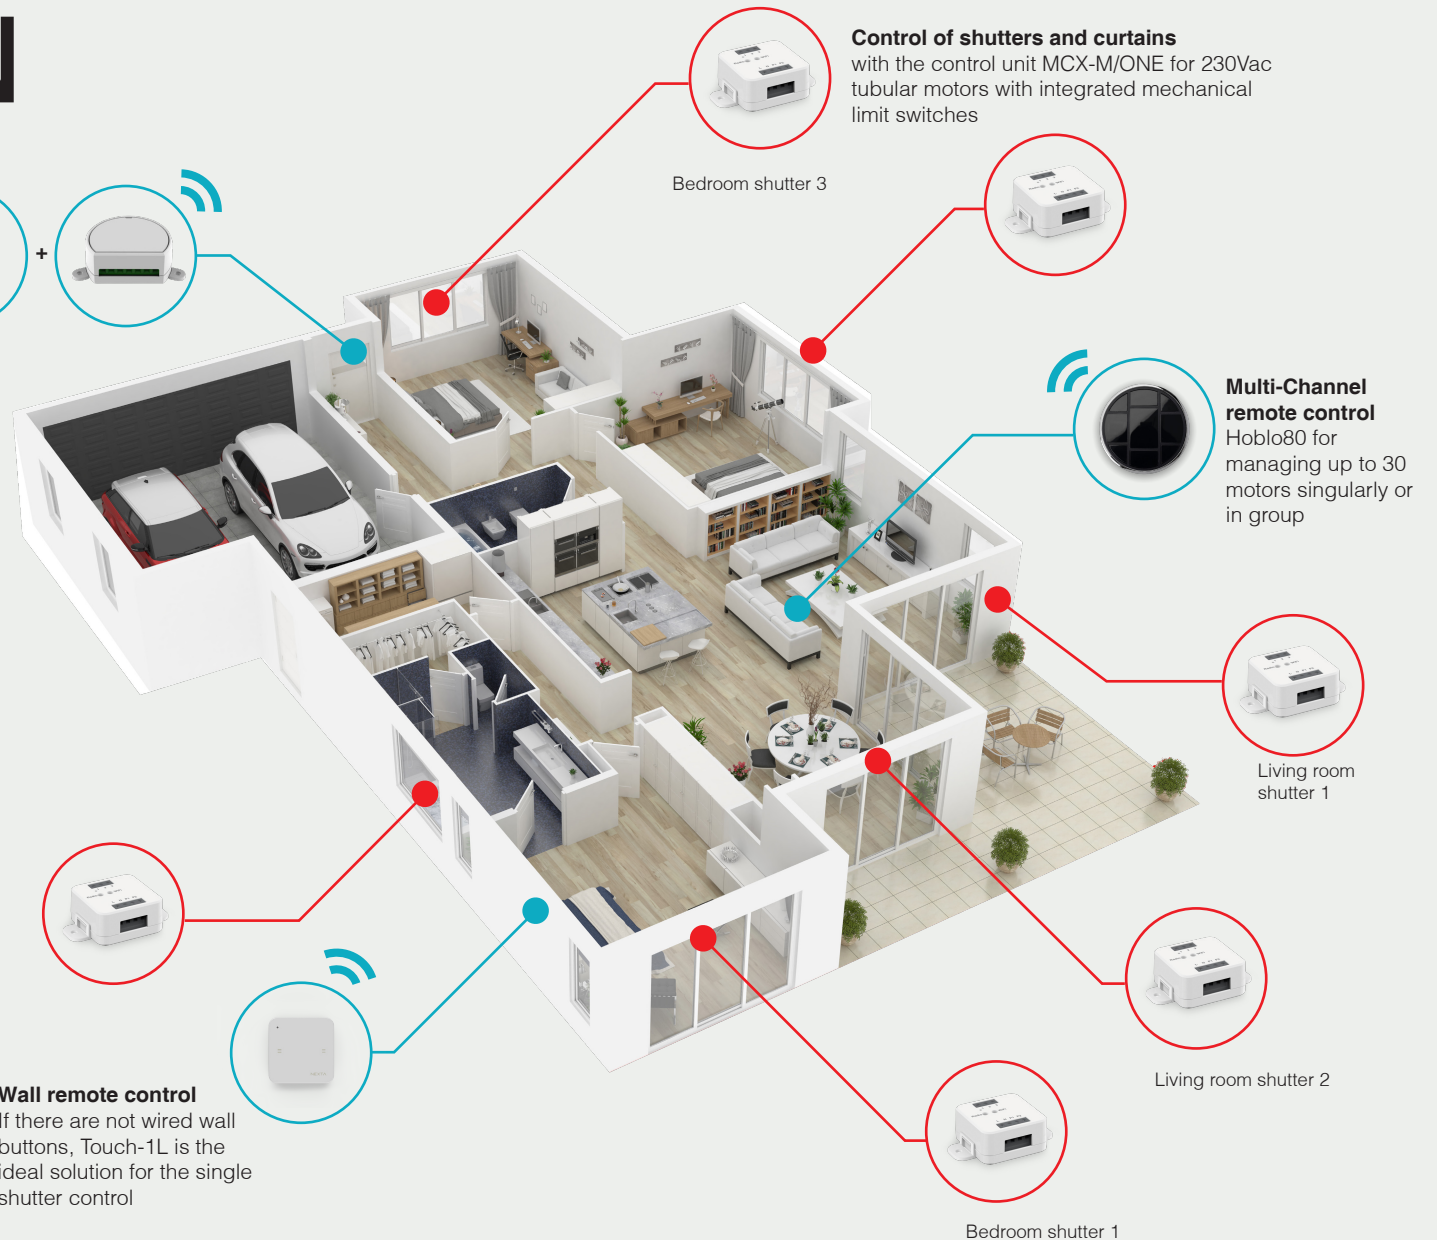 Control of shutters and curtains
with the control unit MCX-M/ONE for 230Vac
tubular motors with integrated mechanical
limit switches
Bedroom shutter 3
+
Multi-Channel
remote control
Hoblo80 for
managing up to 30
motors singularly or
in group
Living room
shutter 1
Living room shutter 2
Wall remote control
If there are not wired wall
buttons, Touch-1L is the
ideal solution for the single
shutter control
Bedroom shutter 1